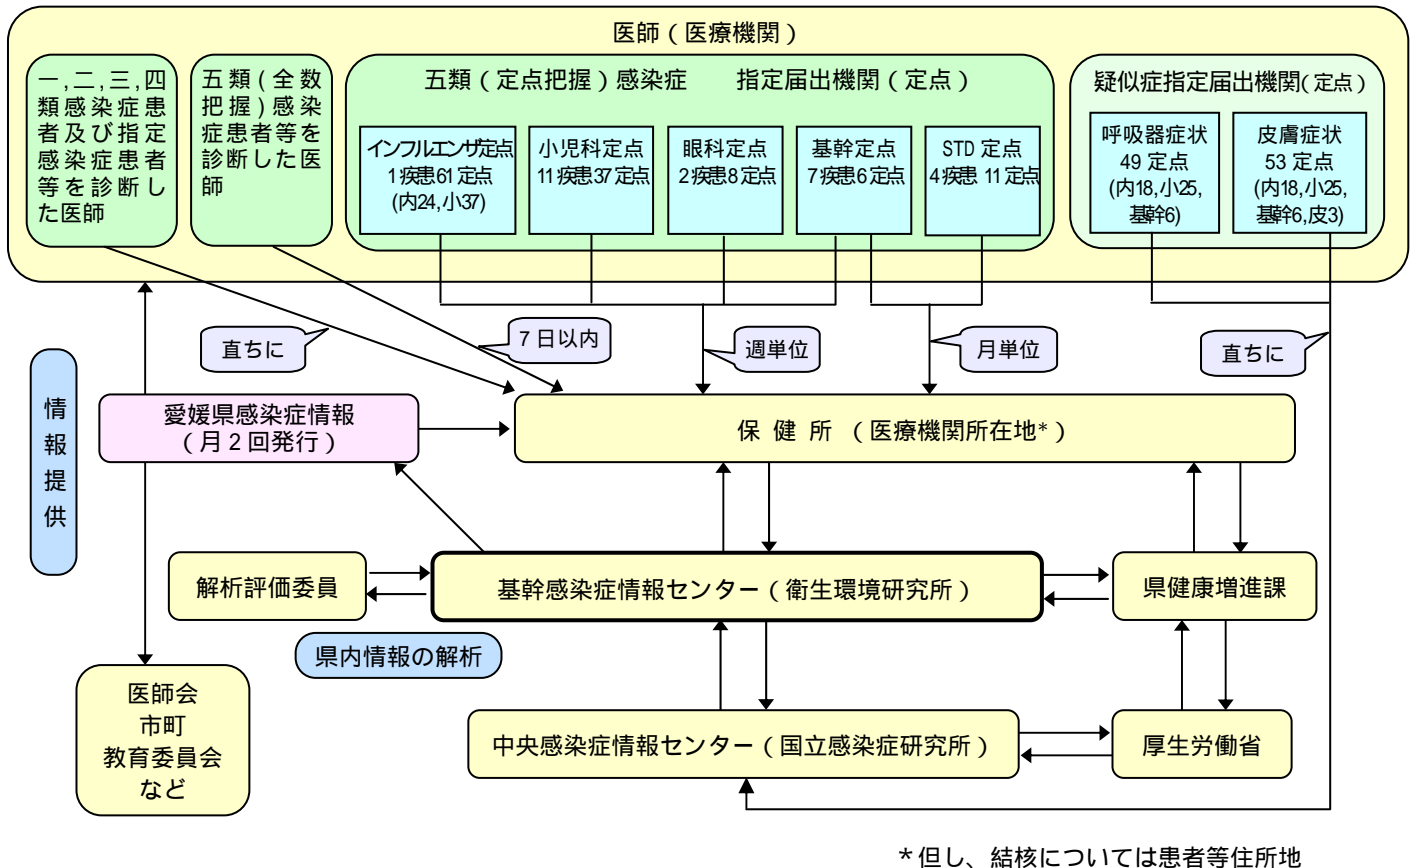 医師（医療機関）
一,二,三,四
類感染症患
者及び指定
感染症患者
等を診断し
た医師
五類(全数
把握)感染
症患者等を
診断した医
師
五類（定点把握）感染症　　指定届出機関（定点）
インフルエンザ定点
1疾患61定点
(内24,小37)
小児科定点
11疾患37定点
眼科定点
2疾患8定点
基幹定点
7疾患6定点
STD 定点
4疾患 11定点
疑似症指定届出機関(定点)
呼吸器症状
49 定点
(内18,小25,
基幹6)
皮膚症状
53 定点
(内18,小25,
基幹6,皮3)
直ちに
7日以内
週単位
月単位
直ちに
情
報
提
供
愛媛県感染症情報
（月2回発行）
保 健 所 （医療機関所在地*）
解析評価委員
基幹感染症情報センター（衛生環境研究所）
県健康増進課
県内情報の解析
医師会
市町
教育委員会
など
中央感染症情報センター（国立感染症研究所）
厚生労働省
*但し、結核については患者等住所地